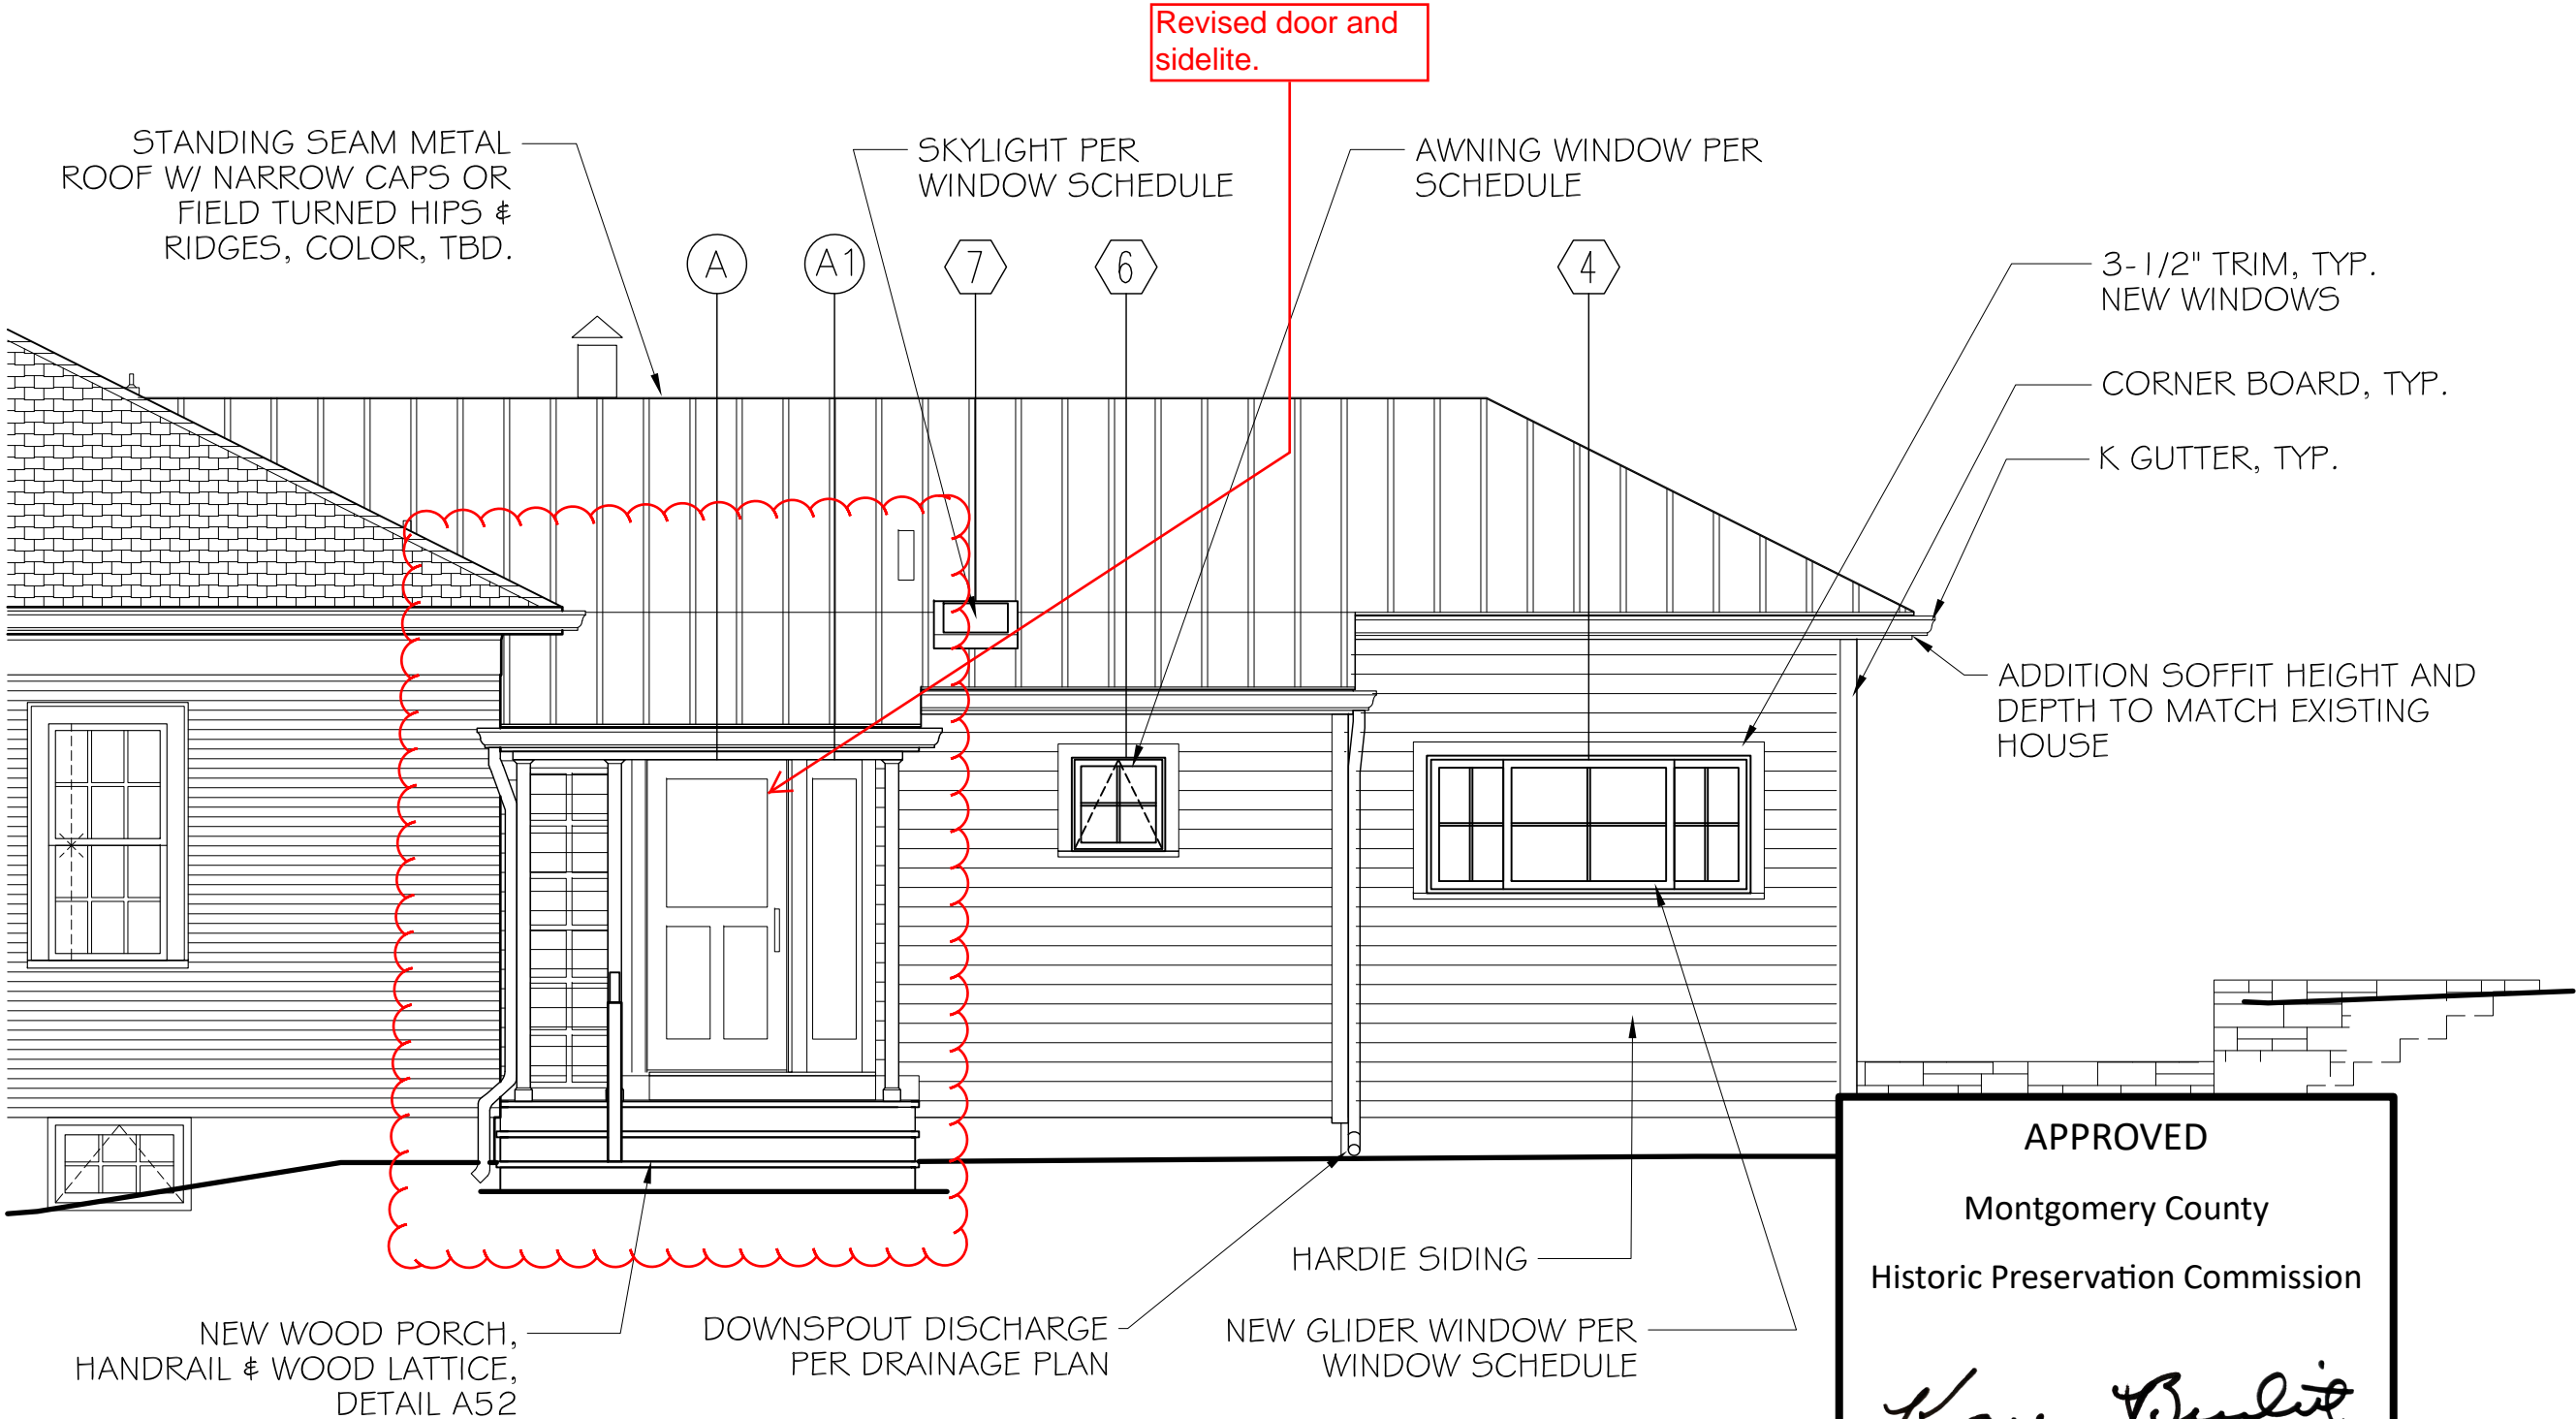 Revised door and
sidelite.
STANDING SEAM METAL
ROOF W/ NARROW CAPS OR
FIELD TURNED HIPS &
RIDGES, COLOR, TBD.
SKYLIGHT PER
WINDOW SCHEDULE
AWNING WINDOW PER
SCHEDULE
A
A1
7
6
4
3-1/2" TRIM, TYP.
NEW WINDOWS
CORNER BOARD, TYP.
K GUTTER, TYP.
ADDITION SOFFIT HEIGHT AND
DEPTH TO MATCH EXISTING
HOUSE
HARDIE SIDING
NEW GLIDER WINDOW PER
WINDOW SCHEDULE
DOWNSPOUT DISCHARGE
PER DRAINAGE PLAN
NEW WOOD PORCH,
HANDRAIL & WOOD LATTICE,
DETAIL A52
APPROVED
Montgomery County
Historic Preservation Commission